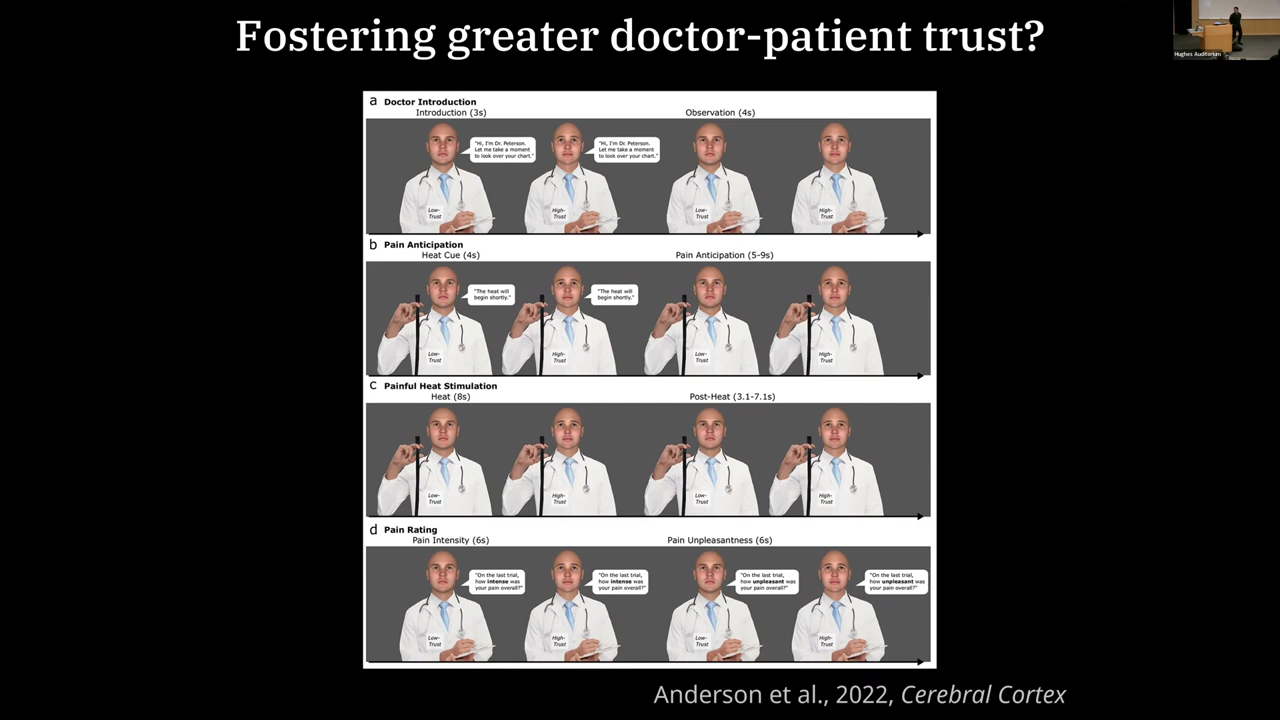 Fostering greater doctor-patient trust?
Hughes Auditorium
a Doctor Introduction
Introduction (3s)
Observation (4s)
"Hi, I'm Dr. Peterson.
Let me take a moment
to look over your chart."
"Hi, I'm Dr. Peterson.
Let me take a moment
to look over your chart."
Low-
Trust
High-
Trust
Low-
Trust
High-
Trust
b Pain Anticipation
Heat Cue (4s)
Pain Anticipation (5-9s)
"The heat will
begin shortly."
"The heat will
begin shortly."
Low-
Trust
High-
Trust
Low-
Trust
High-
Trust
c Painful Heat Stimulation
Heat (8s)
Post-Heat (3.1-7.1s)
Low-
Trust
High-
Trust
Low-
Trust
High-
Trust
d Pain Rating
Pain Intensity (6s)
Pain Unpleasantness (6s)
"On the last trial,
how intense was
your pain overall?"
"On the last trial,
how intense was
your pain overall?"
"On the last trial,
how unpleasant was
your pain overall?"
"On the last trial,
how unpleasant was
your pain overall?"
Low-
Trust
High-
Trust
Low-
Trust
High-
Trust
Anderson et al., 2022, Cerebral Cortex